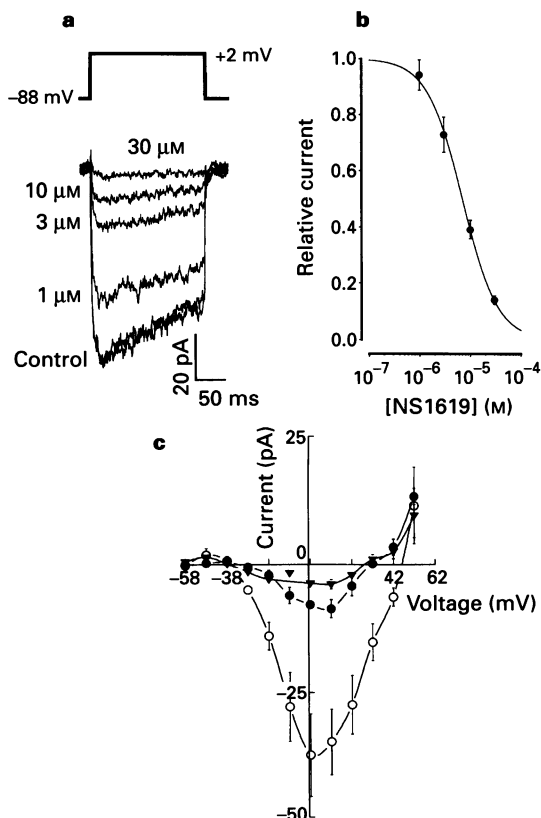 a
+2 mV
−88 mV
30 μM
10 μM
3 μM
1 μM
Control
20 pA
50 ms
b
1.0
0.8
0.6
0.4
0.2
0.0
Relative current
10⁻⁷ 10⁻⁶ 10⁻⁵ 10⁻⁴
[NS1619] (M)
c
25
Current (pA)
0
−58 −38 42 62
Voltage (mV)
−25
−50